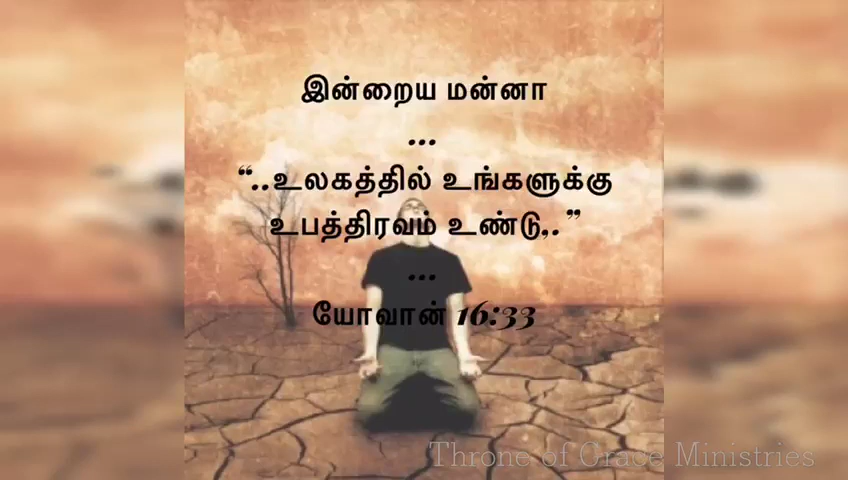 இன்றைய மன்னா
...
“..உலகத்தில் உங்களுக்கு
உபத்திரவம் உண்டு,.”
...
யோவான் 16:33
Throne of Grace Ministries